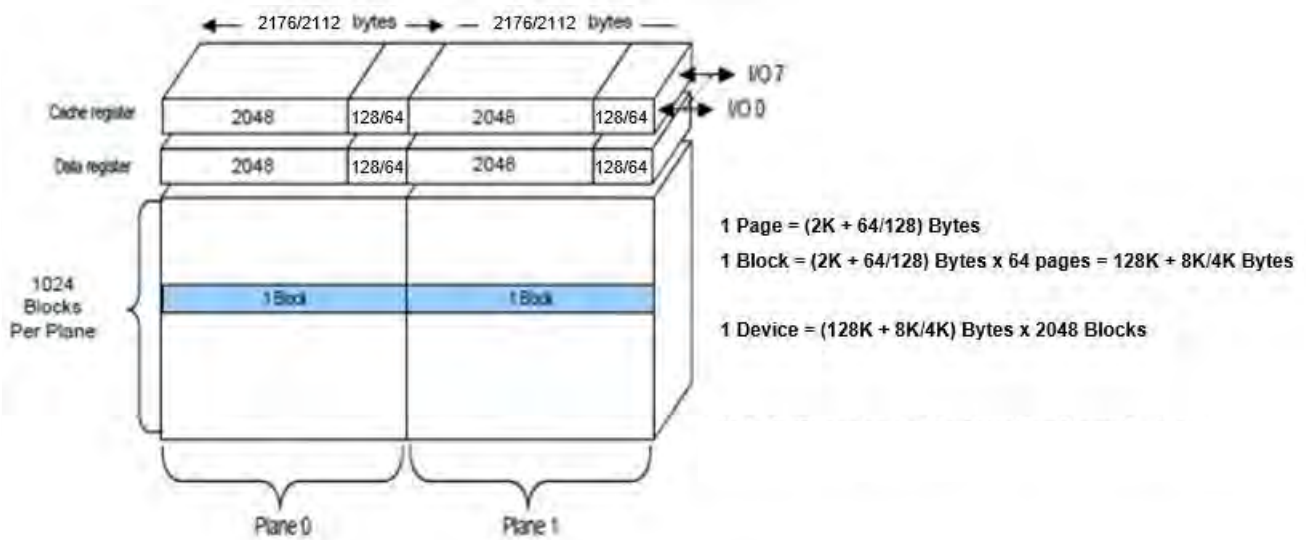 2176/2112 bytes 2176/2112 bytes
I/O 7
I/O 0
Cache register 2048 128/64 2048 128/64
Data register 2048 128/64 2048 128/64
1 Page = (2K + 64/128) Bytes
1 Block = (2K + 64/128) Bytes x 64 pages = 128K + 8K/4K Bytes
1024
Blocks
Per Plane
1 Block 1 Block
1 Device = (128K + 8K/4K) Bytes x 2048 Blocks
Plane 0 Plane 1